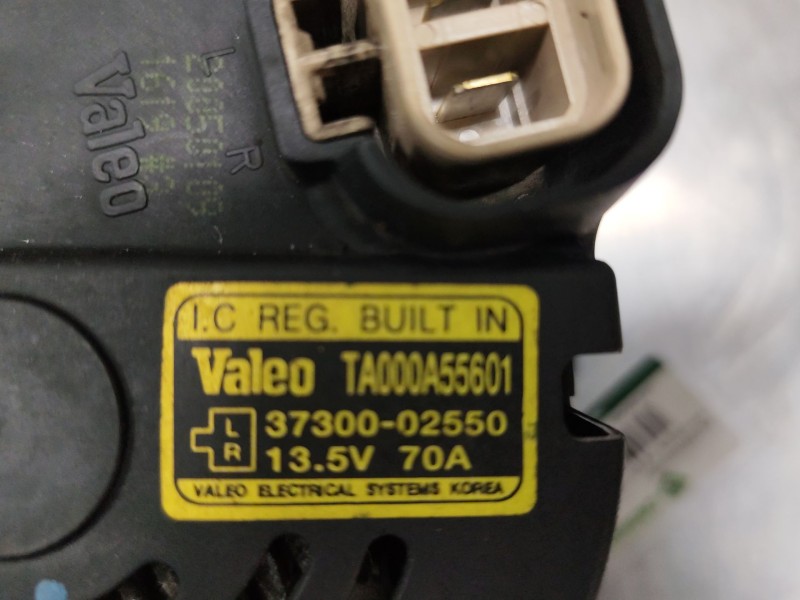 I.C REG. BUILT IN
Valeo TA000A55601
L 37300-02550
R 13.5V 70A
VALEO ELECTRICAL SYSTEMS KOREA
Valeo
L R